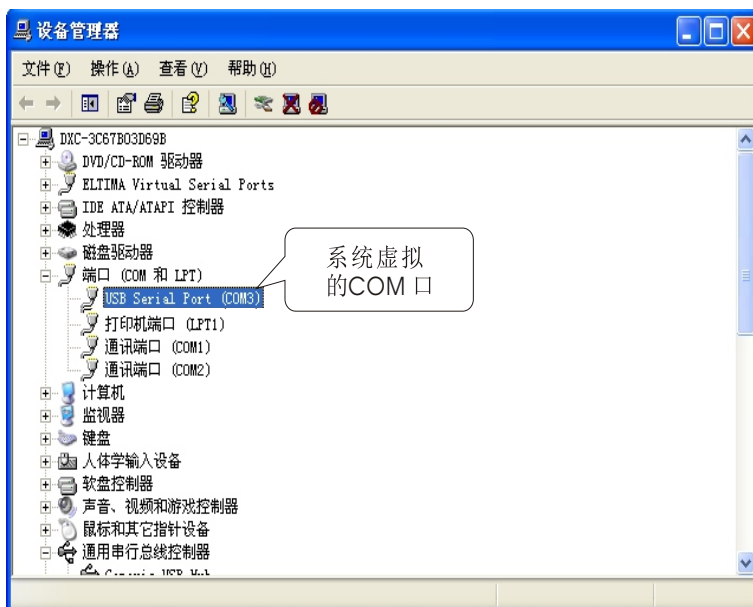 设备管理器
文件(F) 操作(A) 查看(V) 帮助(H)
DXC-3C67B03D69B
DVD/CD-ROM 驱动器
ELTIMA Virtual Serial Ports
IDE ATA/ATAPI 控制器
处理器
磁盘驱动器
端口 (COM 和 LPT)
USB Serial Port (COM3)
打印机端口 (LPT1)
通讯端口 (COM1)
通讯端口 (COM2)
系统虚拟
的COM 口
计算机
监视器
键盘
人体学输入设备
软盘控制器
声音、视频和游戏控制器
鼠标和其它指针设备
通用串行总线控制器